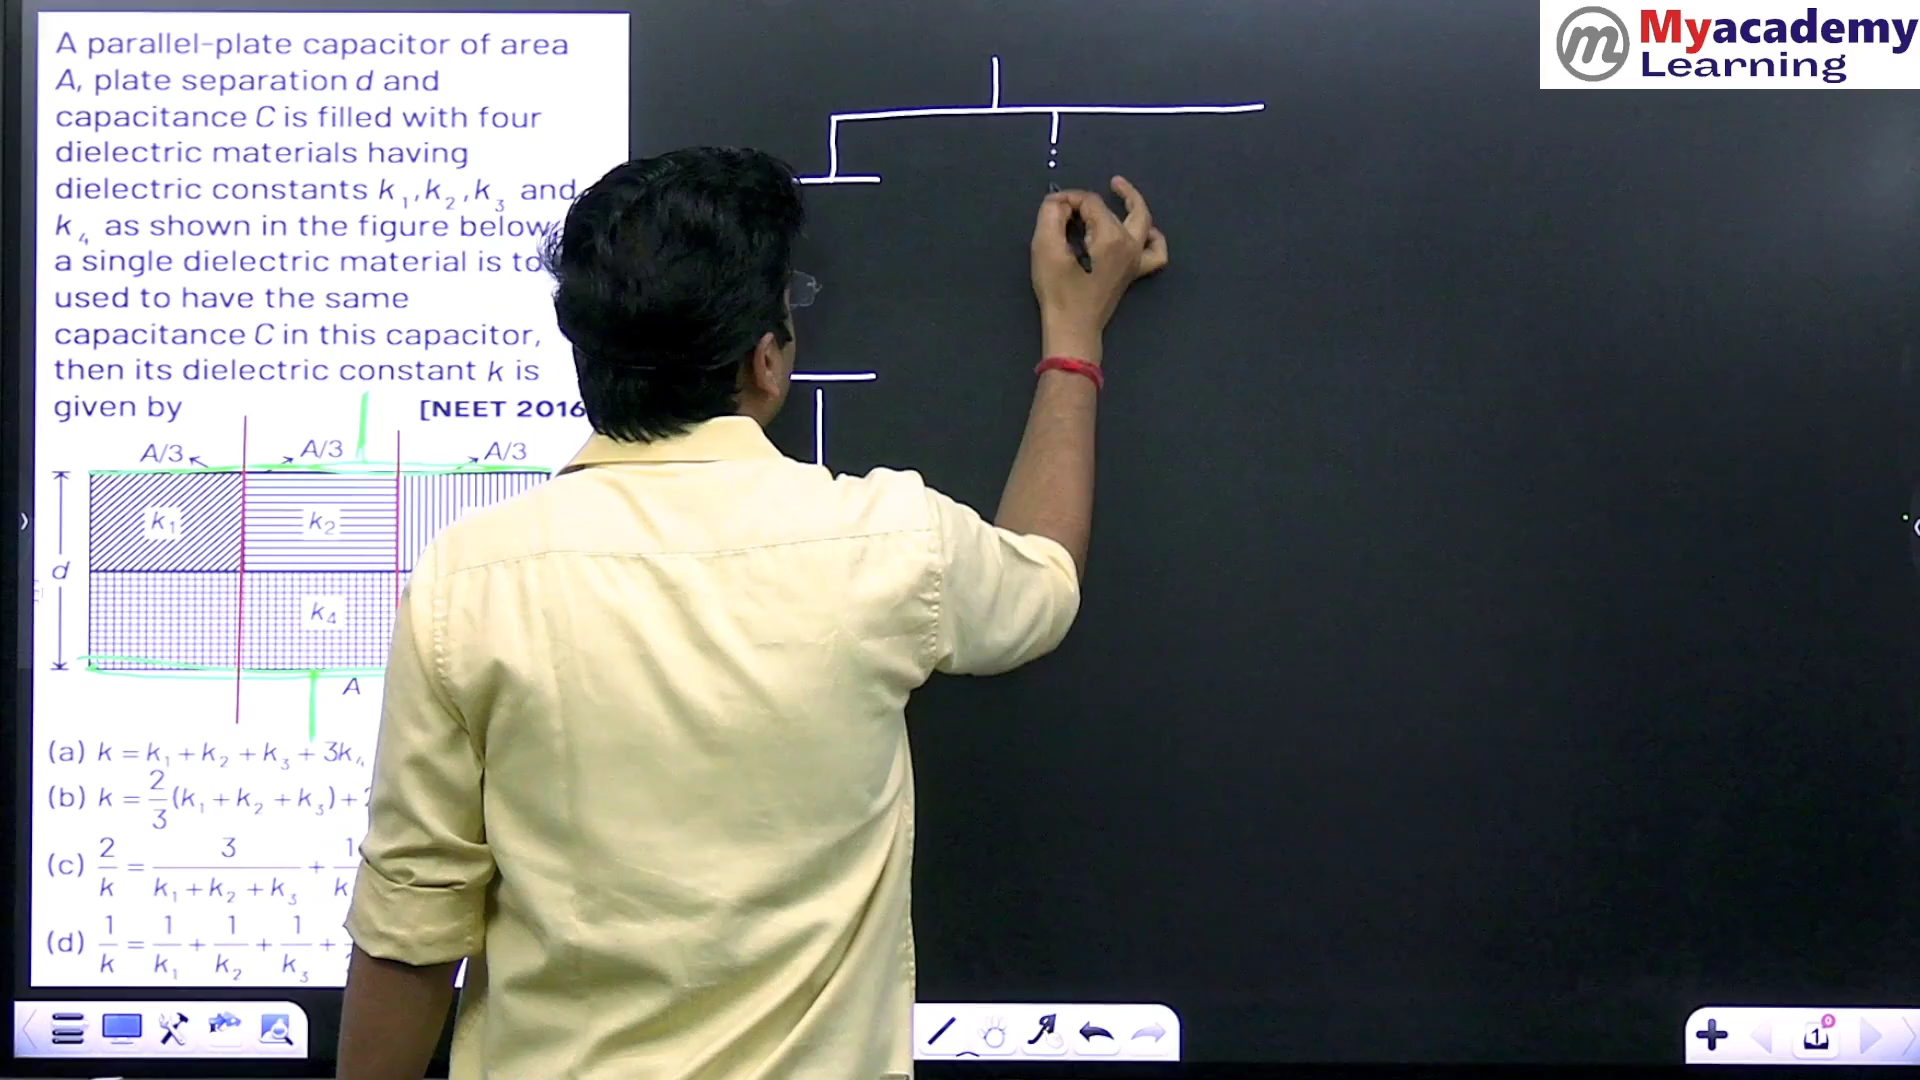 Myacademy
Learning
A parallel-plate capacitor of area
A, plate separation d and
capacitance C is filled with four
dielectric materials having
dielectric constants k₁, k₂, k₃ and
k₄ as shown in the figure below
a single dielectric material is to
used to have the same
capacitance C in this capacitor,
then its dielectric constant k is
given by [NEET 2016
A/3 A/3 A/3
k₁ k₂
d
k₄
A
(a) k = k₁ + k₂ + k₃ + 3k₄
(b) k = 2/3 (k₁ + k₂ + k₃) +
(c) 2/k = 3/(k₁ + k₂ + k₃) + 1/k
(d) 1/k = 1/k₁ + 1/k₂ + 1/k₃ +
1